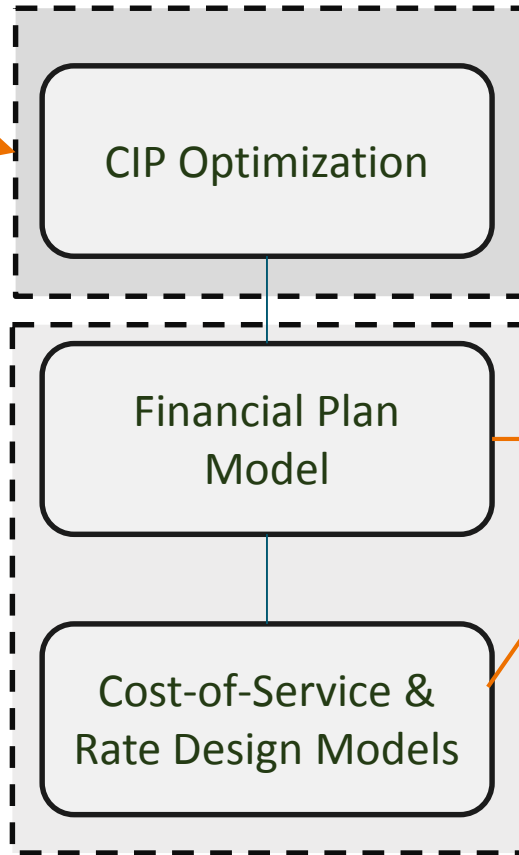 CIP Optimization
Financial Plan
Model
Cost-of-Service &
Rate Design Models